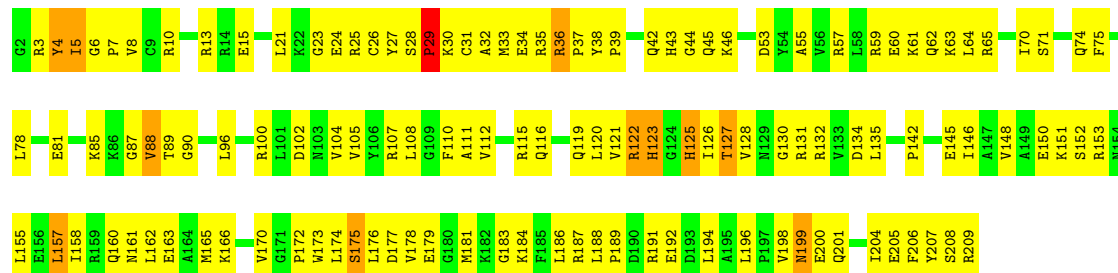 G2 R3 Y4 I5 G6 P7 V8 C9 R10 R13 R14 E15 L21 K22 G23 E24 R25 C26 Y27 S28 P29 K30 C31 A32 M33 E34 R35 R36 P37 Y38 P39 Q42 H43 G44 Q45 K46 D53 Y54 A55 V56 R57 L58 R59 E60 K61 Q62 K63 L64 R65 I70 S71 Q74 F75
L78 E81 K85 K86 G87 V88 T89 G90 L96 R100 L101 D102 N103 V104 V105 Y106 R107 L108 G109 F110 A111 V112 R115 Q116 Q119 L120 V121 R122 H123 G124 H125 I126 T127 V128 N129 G130 R131 R132 V133 D134 L135 P142 E145 I146 A147 V148 A149 E150 K151 S152 R153 N154
L155 E156 L157 I158 R159 Q160 N161 L162 E163 A164 M165 K166 V170 G171 P172 W173 L174 S175 L176 D177 V178 E179 G180 M181 K182 G183 K184 F185 L186 R187 L188 P189 D190 R191 E192 D193 L194 A195 L196 P197 V198 N199 E200 Q201 I204 E205 F206 Y207 S208 R209